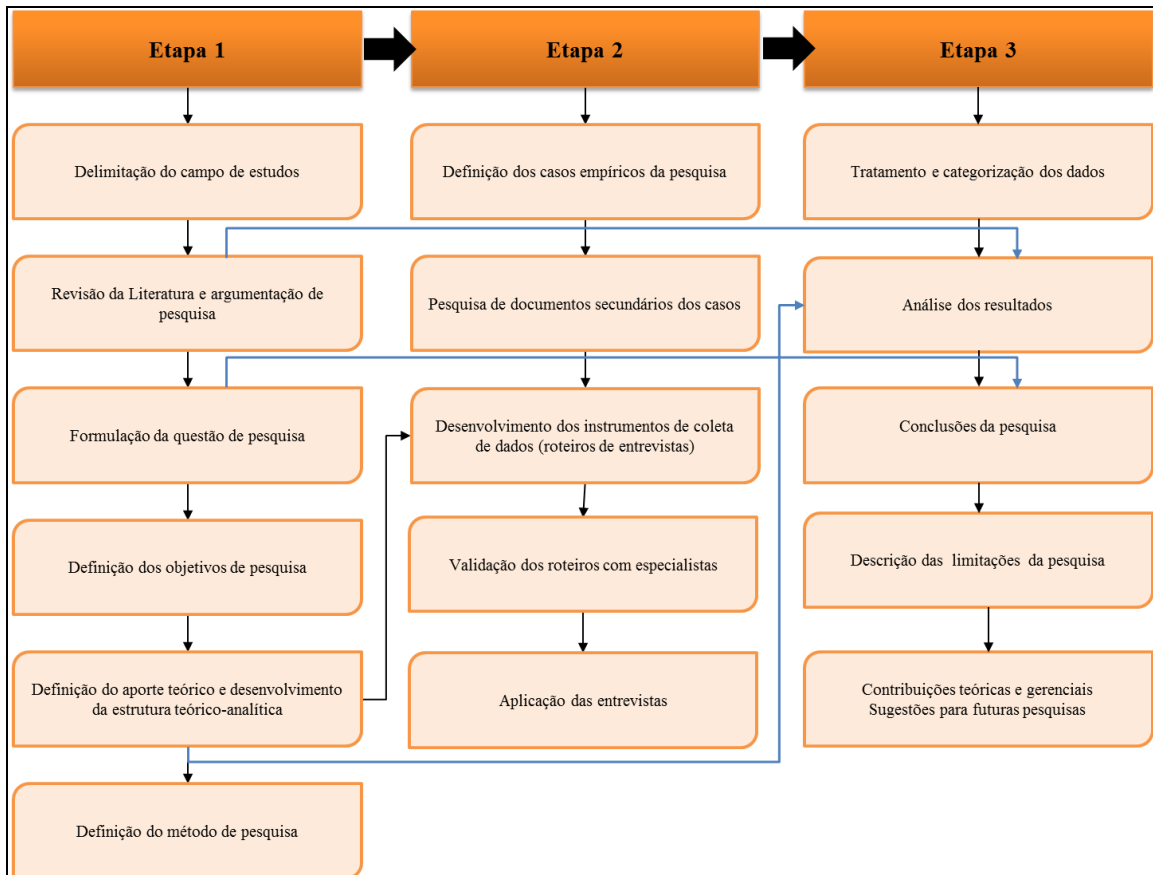 Etapa 1
Etapa 2
Etapa 3
Delimitação do campo de estudos
Revisão da Literatura e argumentação de
pesquisa
Formulação da questão de pesquisa
Definição dos objetivos de pesquisa
Definição do aporte teórico e desenvolvimento
da estrutura teórico-analítica
Definição do método de pesquisa
Definição dos casos empíricos da pesquisa
Pesquisa de documentos secundários dos casos
Desenvolvimento dos instrumentos de coleta
de dados (roteiros de entrevistas)
Validação dos roteiros com especialistas
Aplicação das entrevistas
Tratamento e categorização dos dados
Análise dos resultados
Conclusões da pesquisa
Descrição das limitações da pesquisa
Contribuições teóricas e gerenciais
Sugestões para futuras pesquisas